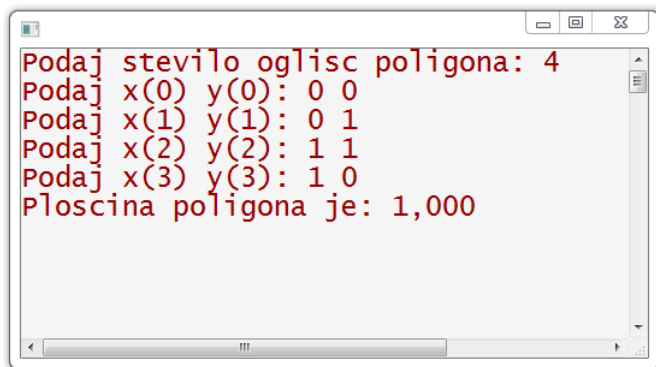 Podaj stevilo oglisc poligona: 4
Podaj x(0) y(0): 0 0
Podaj x(1) y(1): 0 1
Podaj x(2) y(2): 1 1
Podaj x(3) y(3): 1 0
Ploscina poligona je: 1,000